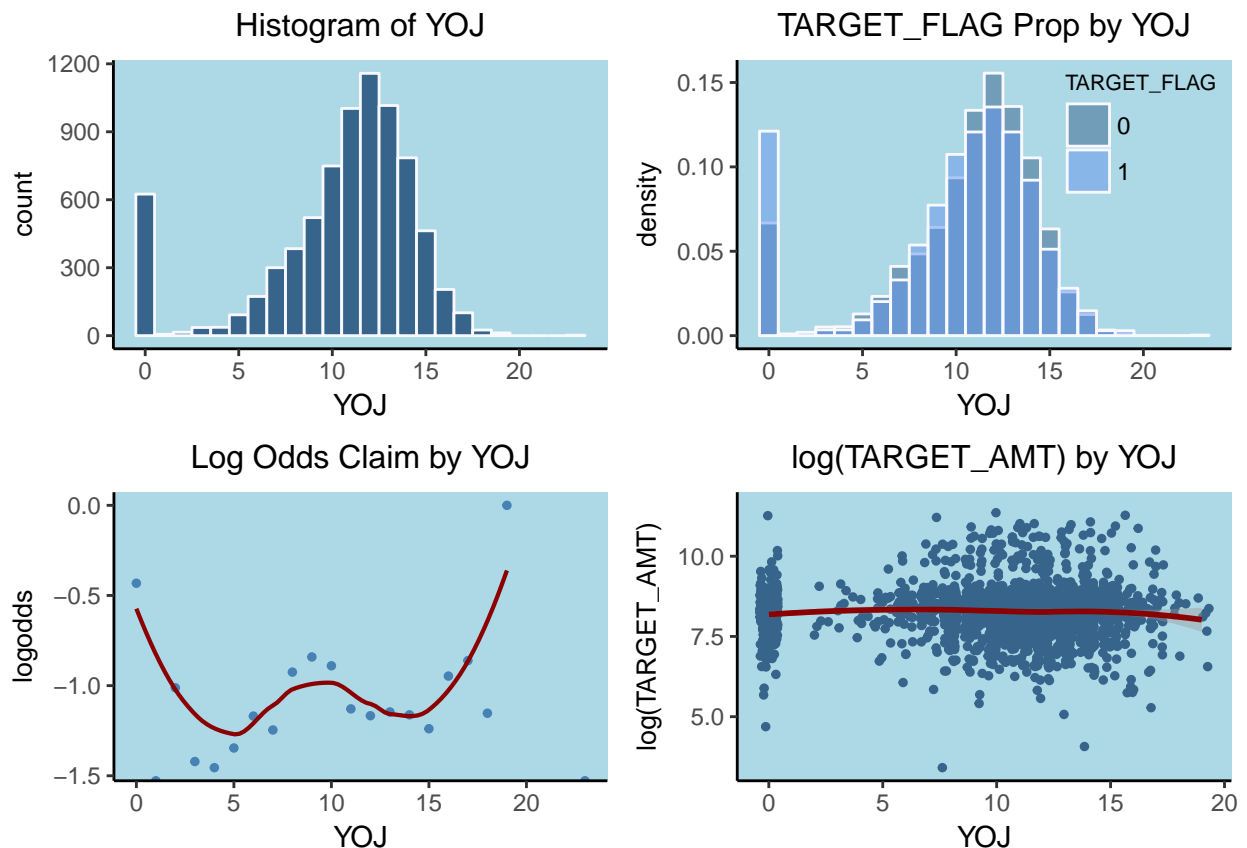 Histogram of YOJ
1200
900
600
300
0
count
0 5 10 15 20
YOJ
TARGET_FLAG Prop by YOJ
0.15
0.10
0.05
0.00
density
TARGET_FLAG
0
1
0 5 10 15 20
YOJ
Log Odds Claim by YOJ
0.0
−0.5
−1.0
−1.5
logodds
0 5 10 15 20
YOJ
log(TARGET_AMT) by YOJ
10.0
7.5
5.0
log(TARGET_AMT)
0 5 10 15 20
YOJ